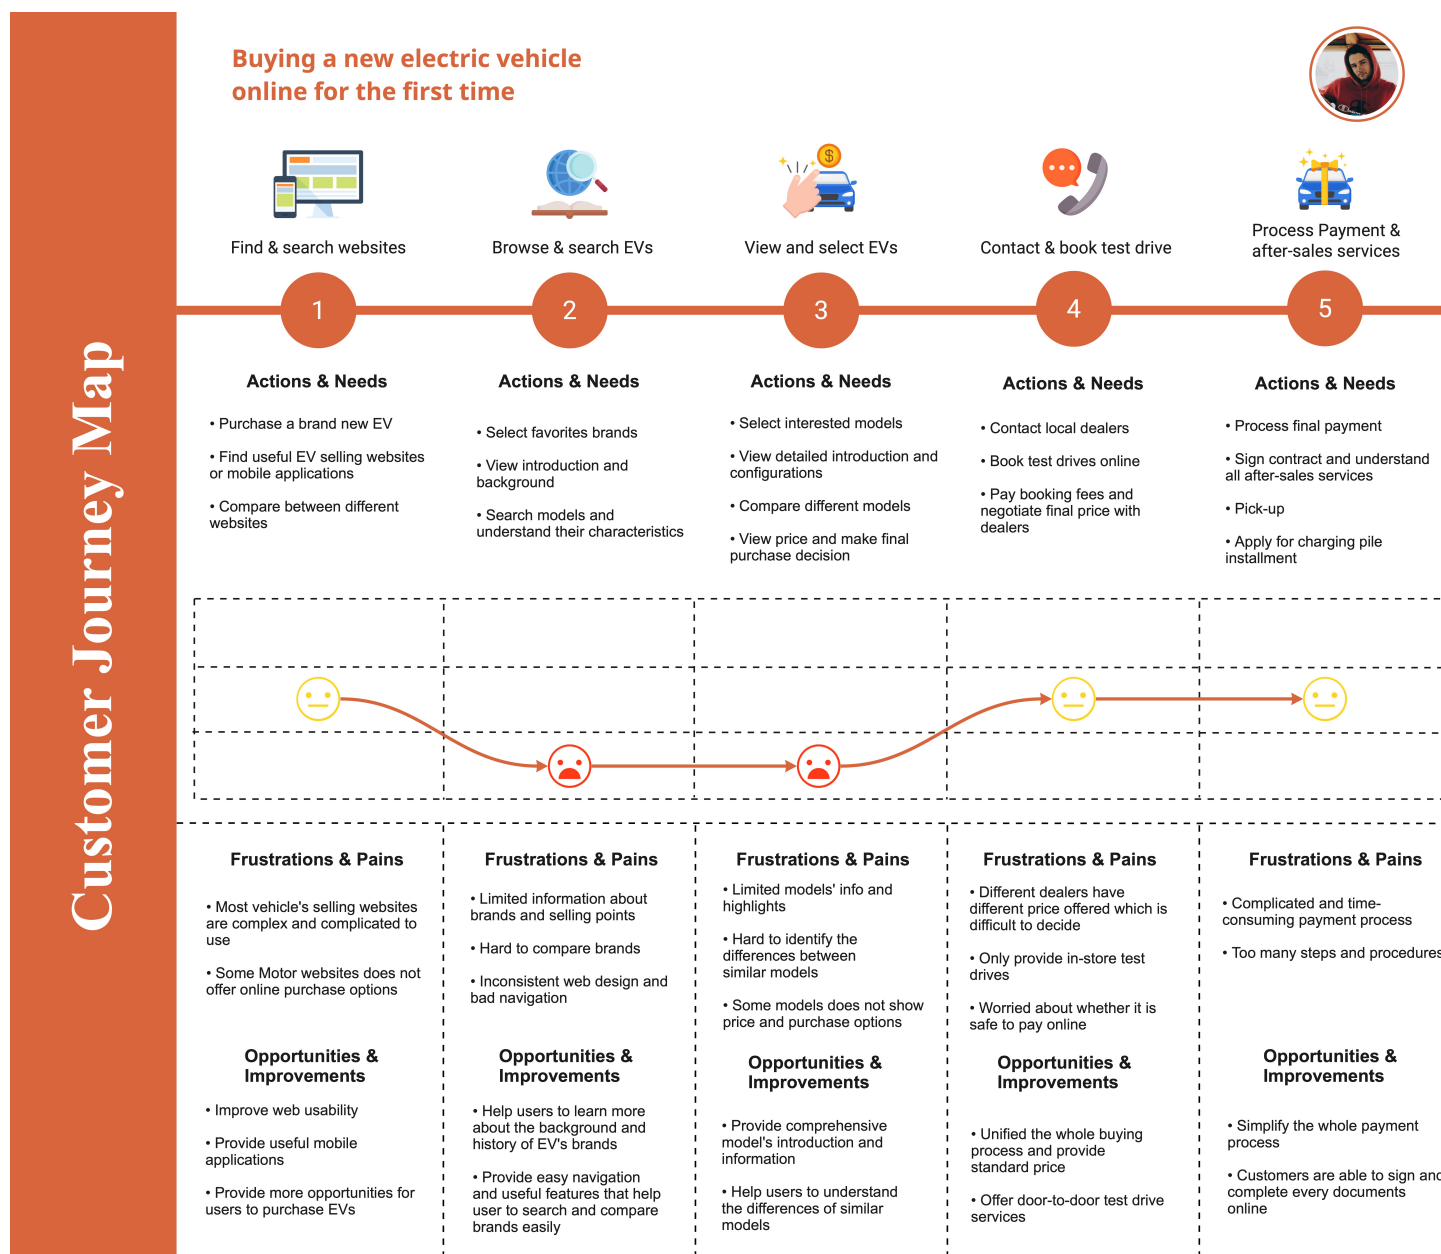 Customer Journey Map
Buying a new electric vehicle
online for the first time
Find & search websites
Browse & search EVs
View and select EVs
Contact & book test drive
Process Payment &
after-sales services
1
2
3
4
5
Actions & Needs
• Purchase a brand new EV
• Find useful EV selling websites
or mobile applications
• Compare between different
websites
Actions & Needs
• Select favorites brands
• View introduction and
background
• Search models and
understand their characteristics
Actions & Needs
• Select interested models
• View detailed introduction and
configurations
• Compare different models
• View price and make final
purchase decision
Actions & Needs
• Contact local dealers
• Book test drives online
• Pay booking fees and
negotiate final price with
dealers
Actions & Needs
• Process final payment
• Sign contract and understand
all after-sales services
• Pick-up
• Apply for charging pile
installment
Frustrations & Pains
• Most vehicle's selling websites
are complex and complicated to
use
• Some Motor websites does not
offer online purchase options
Frustrations & Pains
• Limited information about
brands and selling points
• Hard to compare brands
• Inconsistent web design and
bad navigation
Frustrations & Pains
• Limited models' info and
highlights
• Hard to identify the
differences between
similar models
• Some models does not show
price and purchase options
Frustrations & Pains
• Different dealers have
different price offered which is
difficult to decide
• Only provide in-store test
drives
• Worried about whether it is
safe to pay online
Frustrations & Pains
• Complicated and time-
consuming payment process
• Too many steps and procedures
Opportunities &
Improvements
• Improve web usability
• Provide useful mobile
applications
• Provide more opportunities for
users to purchase EVs
Opportunities &
Improvements
• Help users to learn more
about the background and
history of EV's brands
• Provide easy navigation
and useful features that help
user to search and compare
brands easily
Opportunities &
Improvements
• Provide comprehensive
model's introduction and
information
• Help users to understand
the differences of similar
models
Opportunities &
Improvements
• Unified the whole buying
process and provide
standard price
• Offer door-to-door test drive
services
Opportunities &
Improvements
• Simplify the whole payment
process
• Customers are able to sign and
complete every documents
online